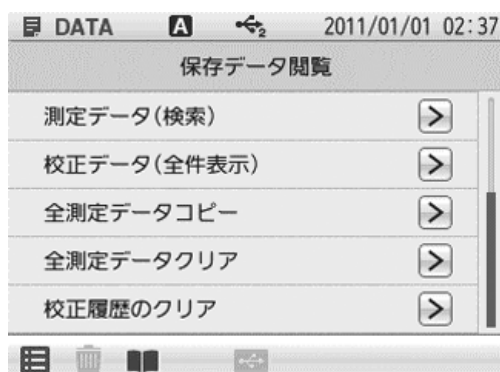 DATA A 2 2011/01/01 02:37
保存データ閲覧
測定データ(検索)
校正データ(全件表示)
全測定データコピー
全測定データクリア
校正履歴のクリア